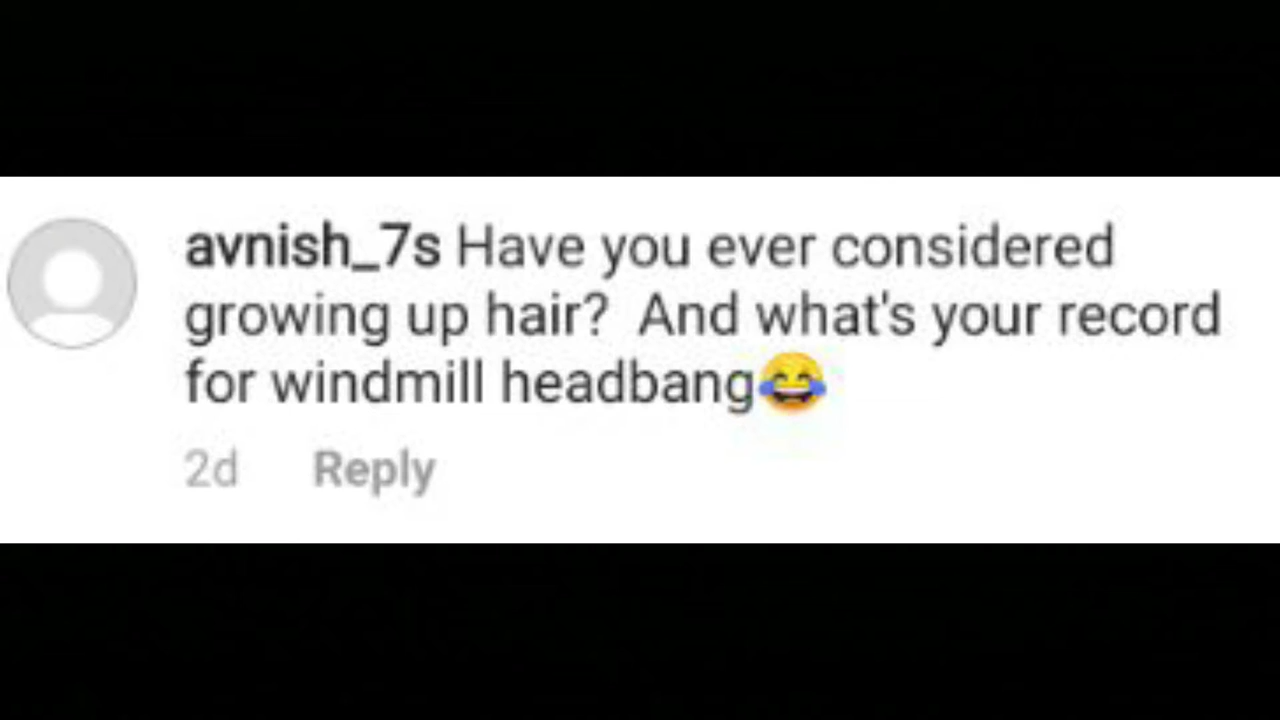 avnish_7s Have you ever considered
growing up hair?  And what's your record
for windmill headbang😂
2d Reply